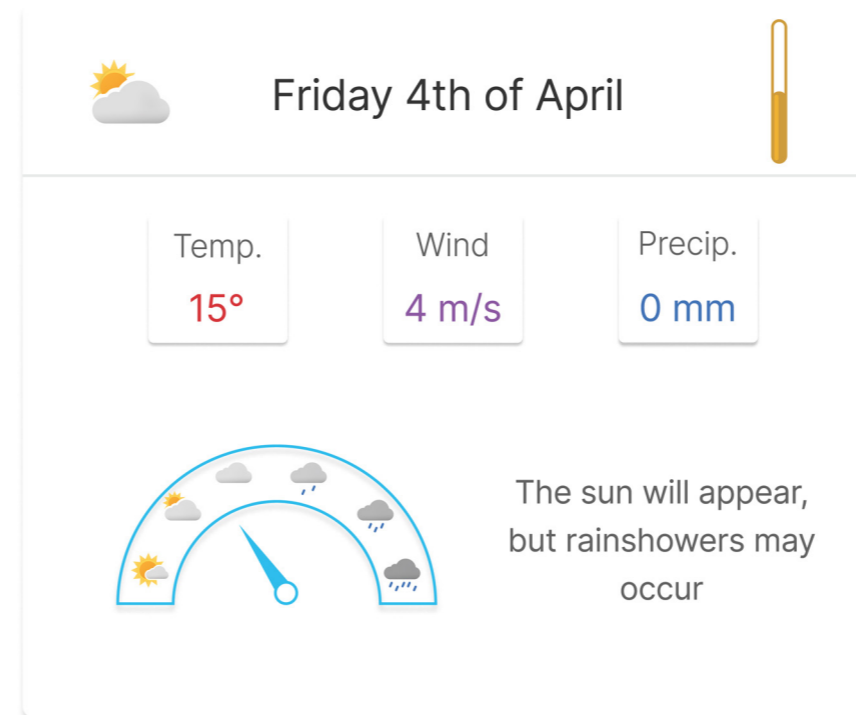 Friday 4th of April
Temp.
15°
Wind
4 m/s
Precip.
0 mm
The sun will appear,
but rainshowers may
occur